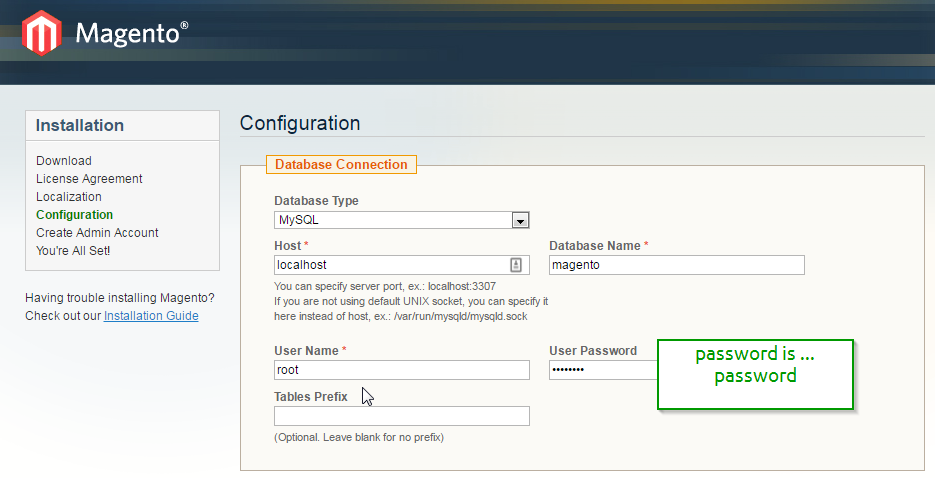 Magento®
Installation
Download
License Agreement
Localization
Configuration
Create Admin Account
You're All Set!
Having trouble installing Magento?
Check out our Installation Guide
Configuration
Database Connection
Database Type
MySQL
Host *
localhost
Database Name *
magento
You can specify server port, ex.: localhost:3307
If you are not using default UNIX socket, you can specify it
here instead of host, ex.: /var/run/mysqld/mysqld.sock
User Name *
root
User Password
••••••••
password is ...
password
Tables Prefix
(Optional. Leave blank for no prefix)